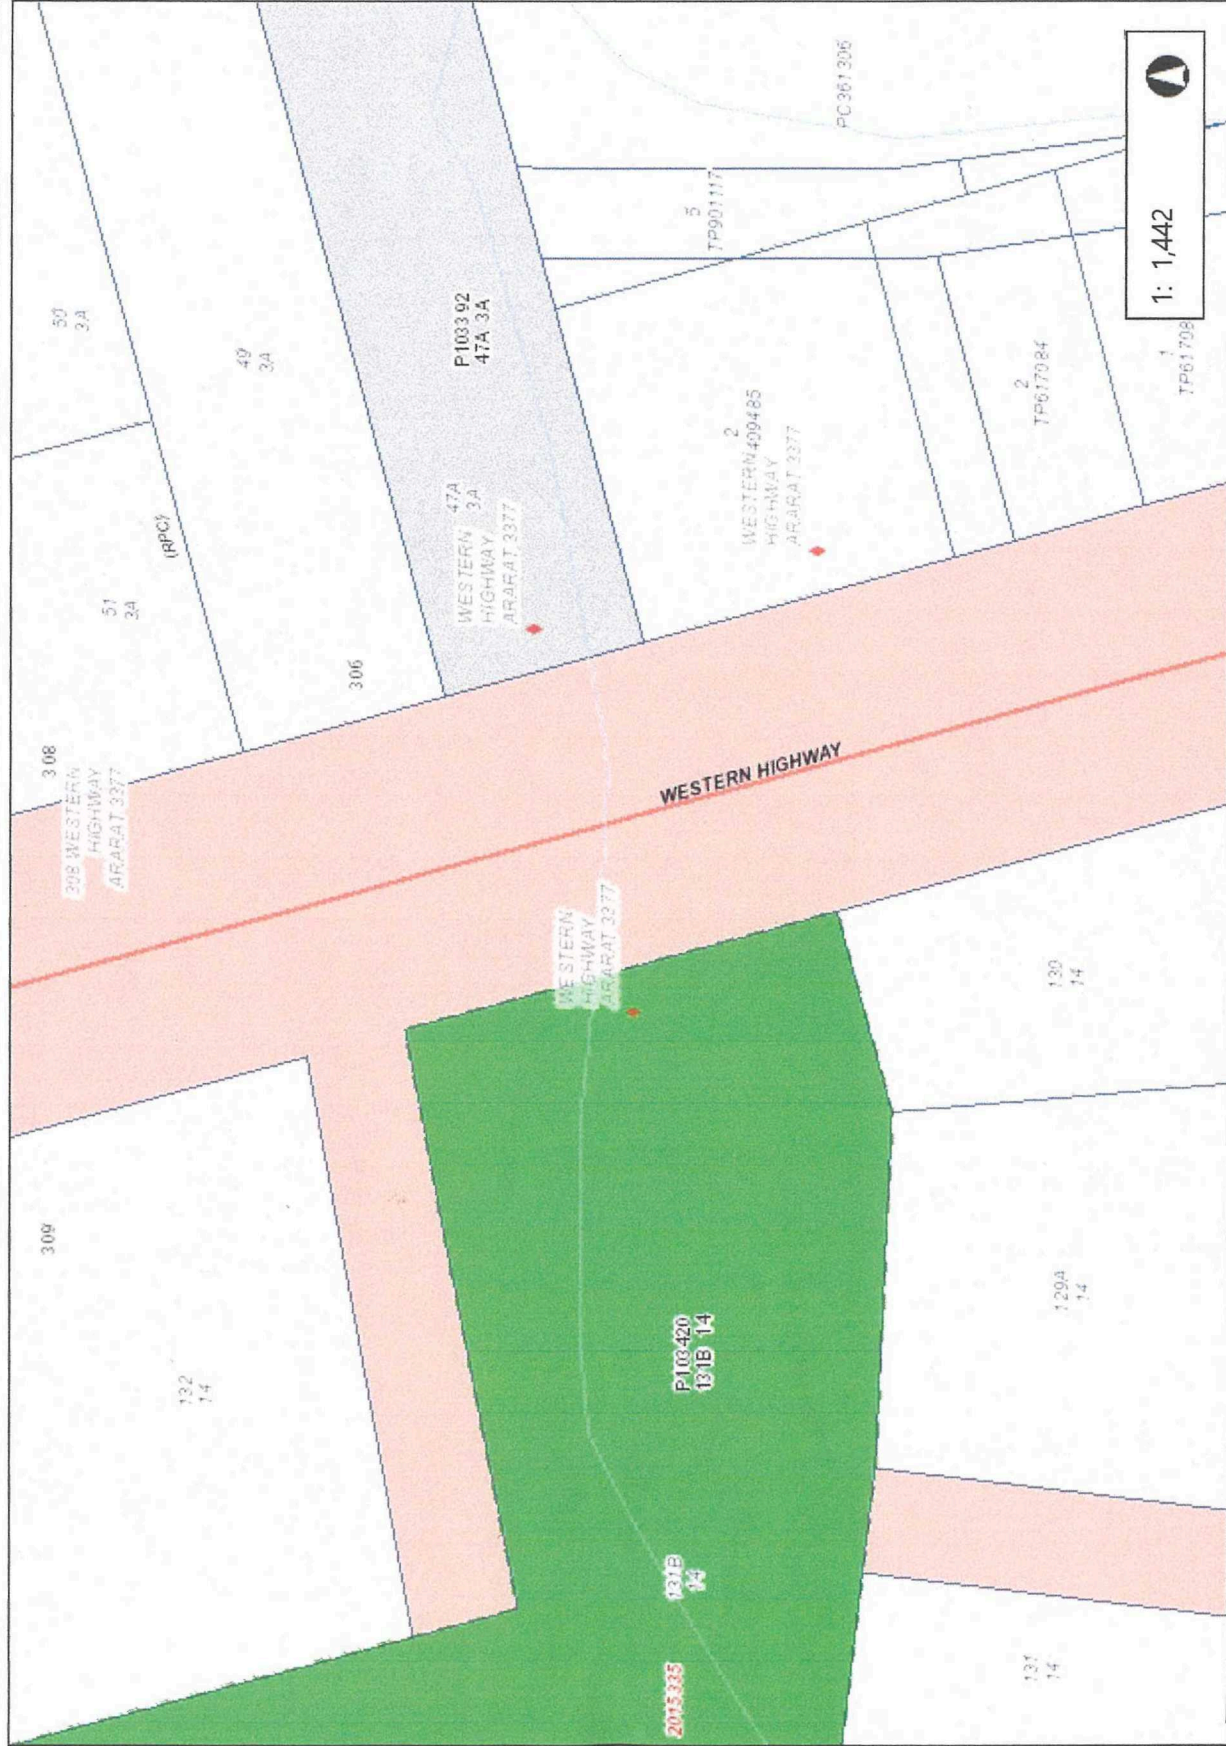 308
308 WESTERN
HIGHWAY
ARARAT 3377
50
3A
51
3A
(RPC)
49
3A
306
P103392
47A 3A
47A
3A
WESTERN
HIGHWAY
ARARAT 3377
5
TP901117
PC361306
2
409485
WESTERN
HIGHWAY
ARARAT 3377
2
TP617084
1
TP61708
1: 1,442
WESTERN HIGHWAY
WESTERN
HIGHWAY
ARARAT 3377
309
132
14
P103420
131B 14
131B
14
2015335
130
14
129A
14
131
14